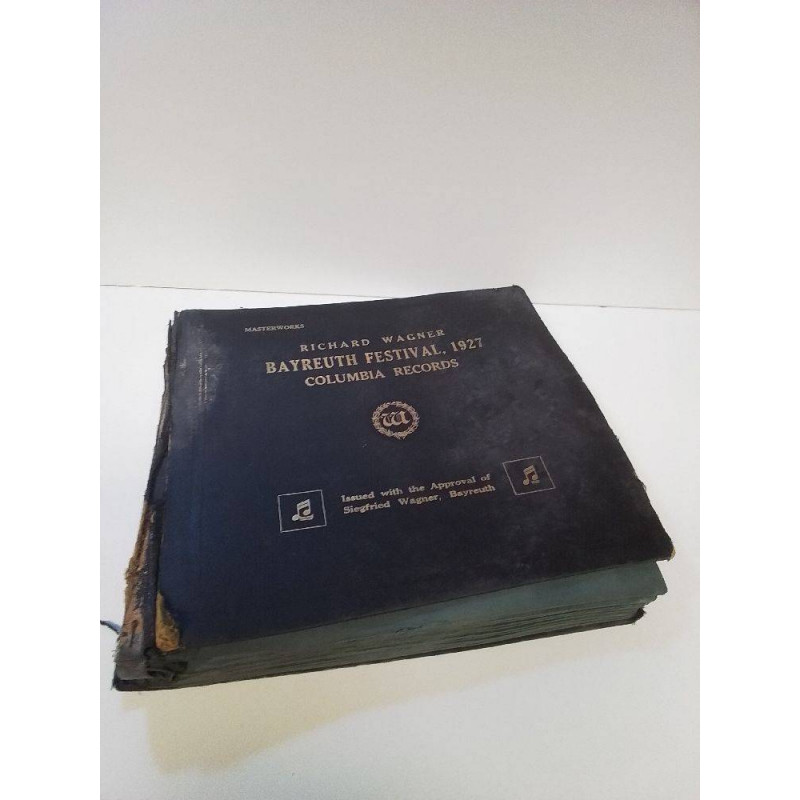 MASTERWORKS
RICHARD WAGNER
BAYREUTH FESTIVAL, 1927
COLUMBIA RECORDS
W
Issued with the Approval of
Siegfried Wagner, Bayreuth